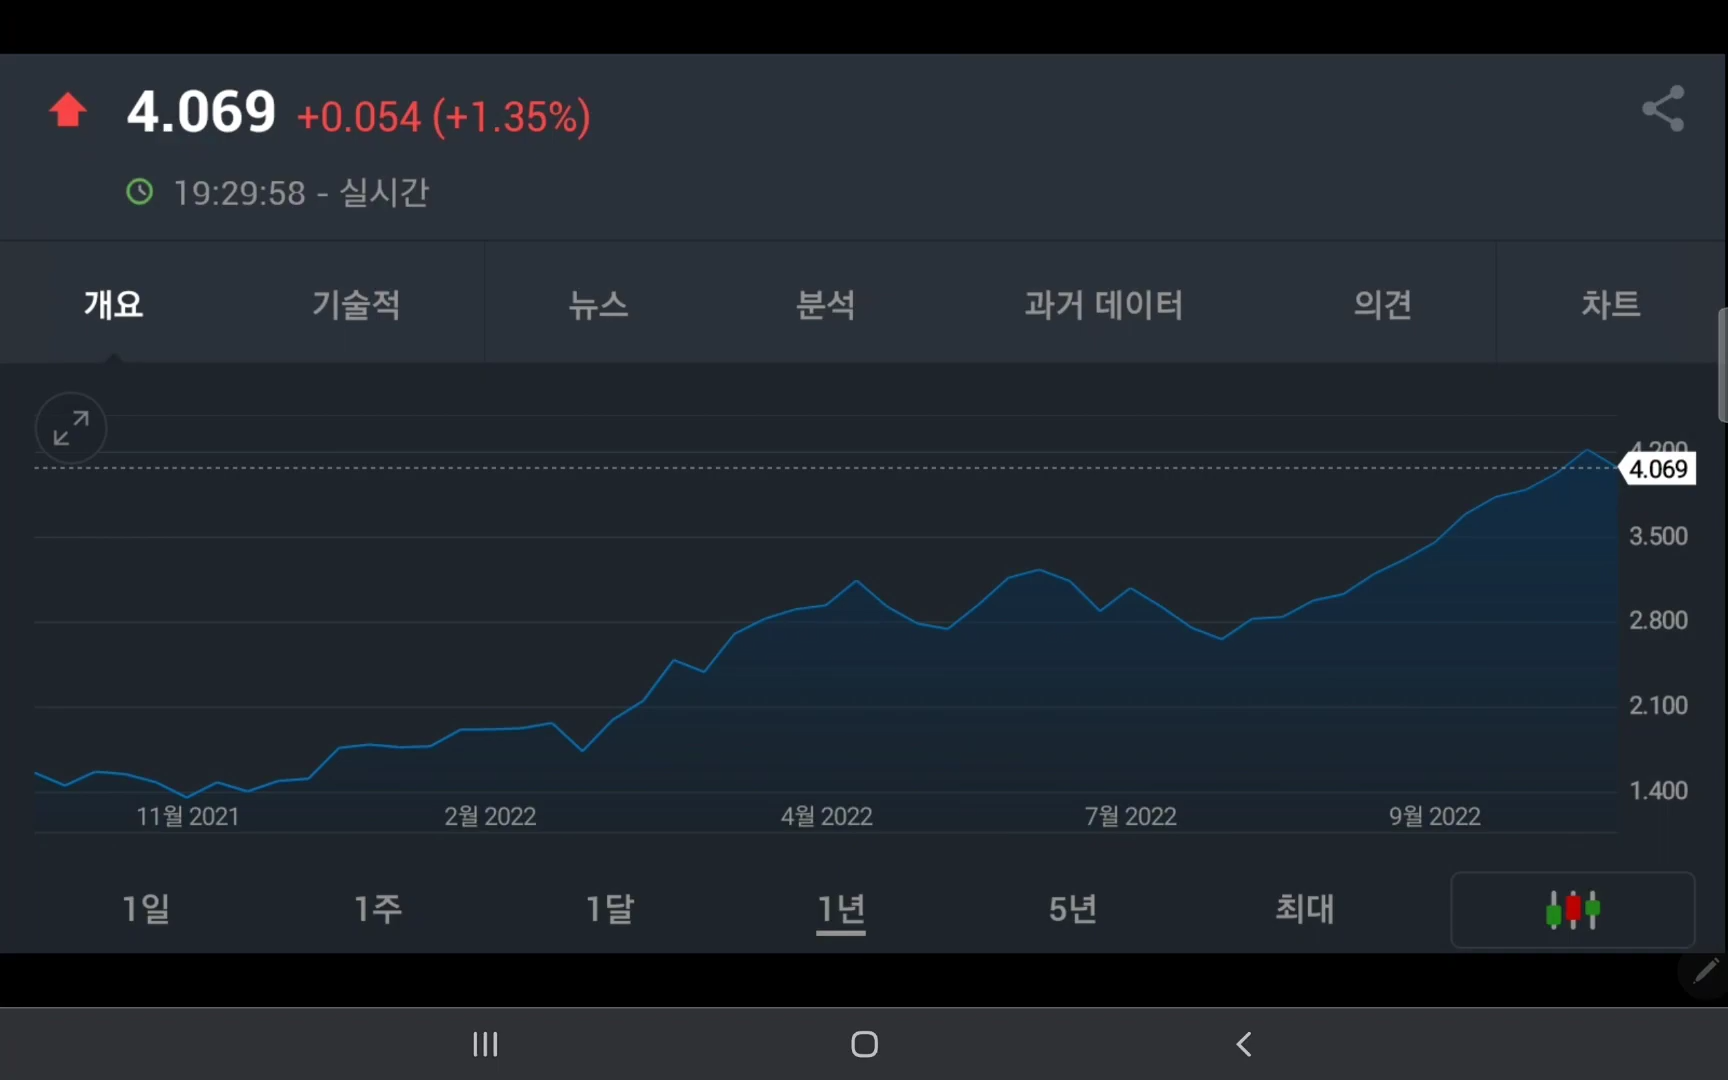 4.069 +0.054 (+1.35%)
19:29:58 - 실시간
개요 기술적 뉴스 분석 과거 데이터 의견 차트
4.200
4.069
3.500
2.800
2.100
1.400
11월 2021 2월 2022 4월 2022 7월 2022 9월 2022
1일 1주 1달 1년 5년 최대